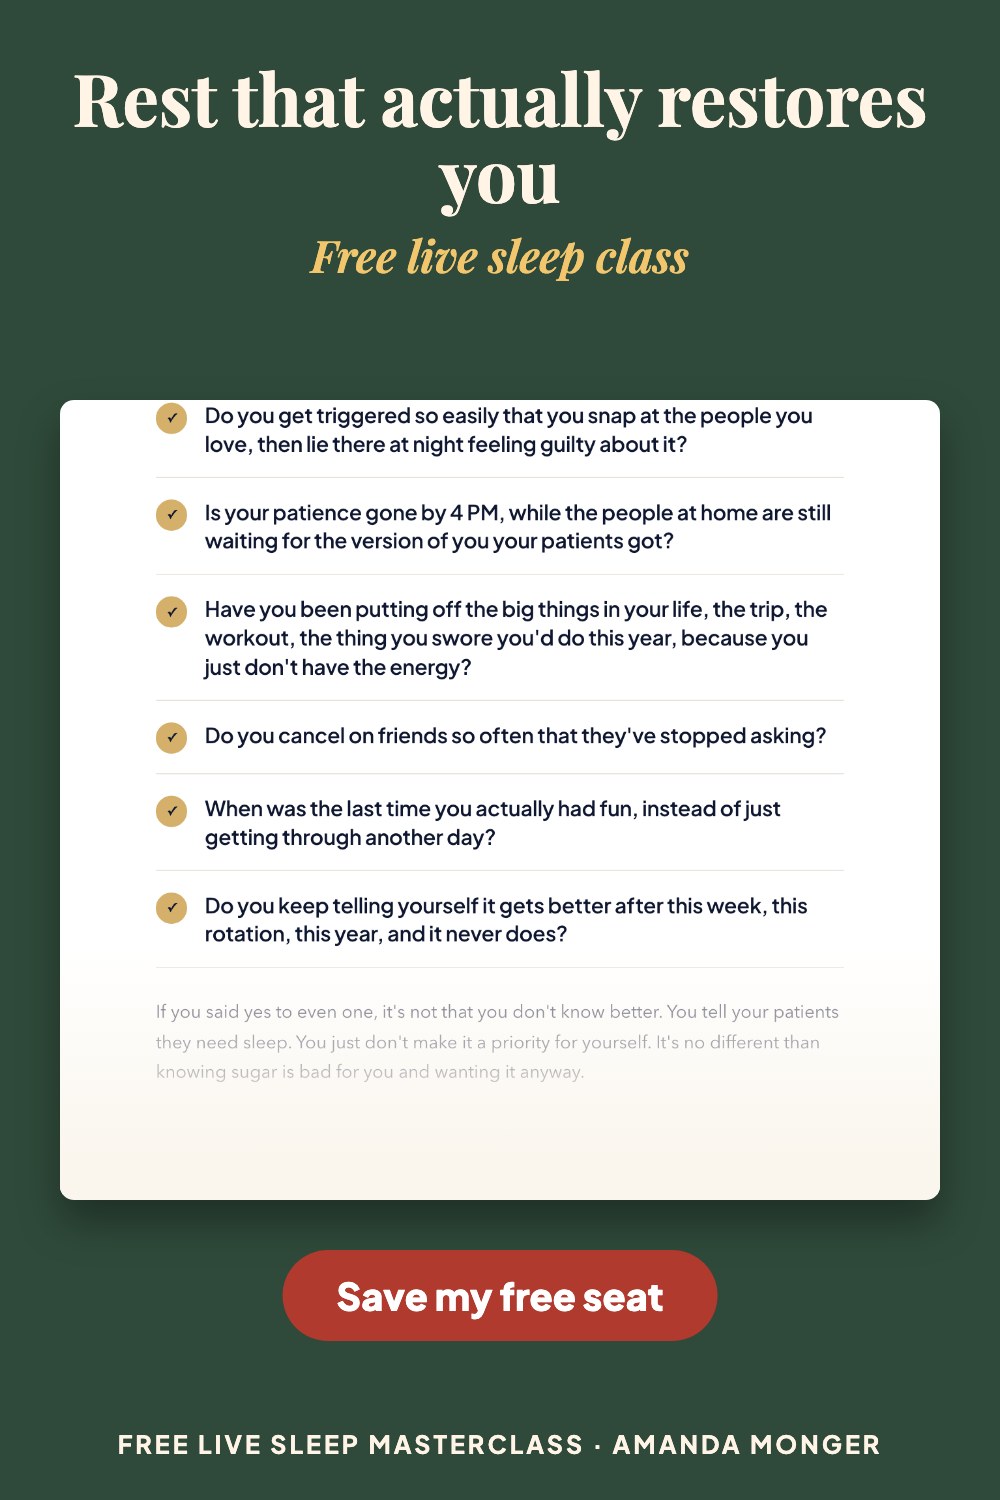 Rest that actually restores
you
Free live sleep class
✓ Do you get triggered so easily that you snap at the people you
love, then lie there at night feeling guilty about it?
✓ Is your patience gone by 4 PM, while the people at home are still
waiting for the version of you your patients got?
✓ Have you been putting off the big things in your life, the trip, the
workout, the thing you swore you'd do this year, because you
just don't have the energy?
✓ Do you cancel on friends so often that they've stopped asking?
✓ When was the last time you actually had fun, instead of just
getting through another day?
✓ Do you keep telling yourself it gets better after this week, this
rotation, this year, and it never does?
If you said yes to even one, it's not that you don't know better. You tell your patients
they need sleep. You just don't make it a priority for yourself. It's no different than
knowing sugar is bad for you and wanting it anyway.
Save my free seat
FREE LIVE SLEEP MASTERCLASS · AMANDA MONGER